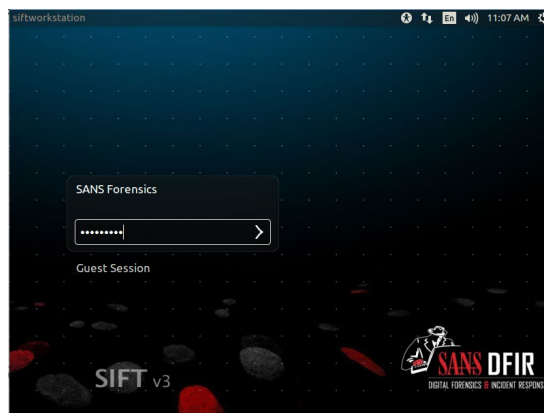 siftworkstation
En
11:07 AM
SANS Forensics
Guest Session
SIFT v3
SANS DFIR
DIGITAL FORENSICS & INCIDENT RESPONS